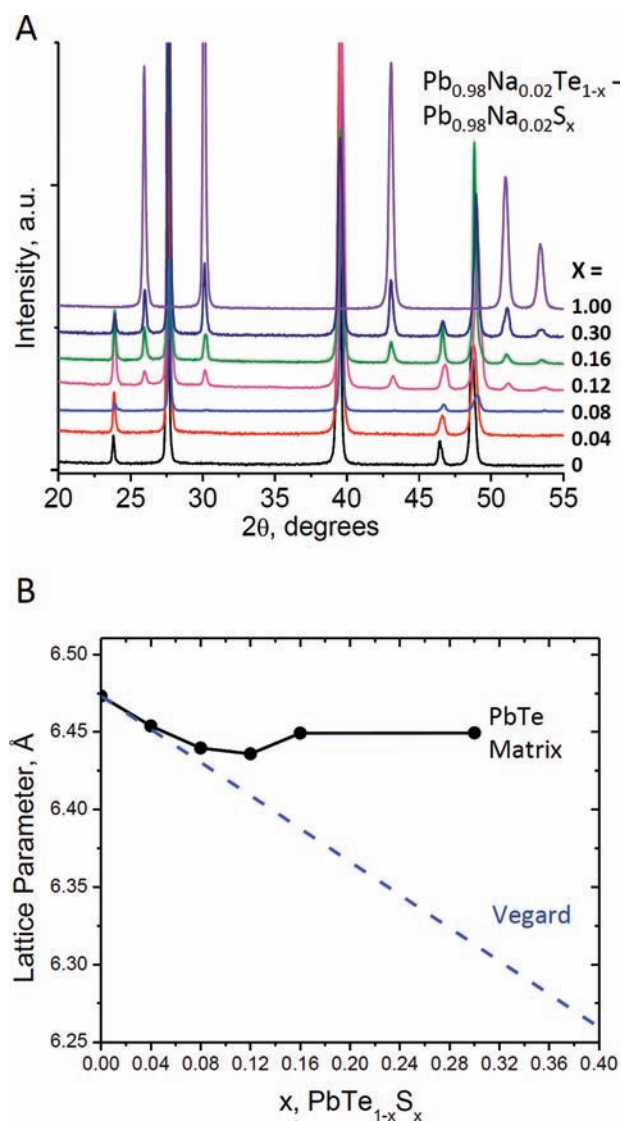 A
Pb₀.₉₈Na₀.₀₂Te₁₋ₓ –
Pb₀.₉₈Na₀.₀₂Sₓ
Intensity, a.u.
X =
1.00
0.30
0.16
0.12
0.08
0.04
0
20 25 30 35 40 45 50 55
2θ, degrees
B
6.50
6.45
6.40
6.35
6.30
6.25
Lattice Parameter, Å
PbTe
Matrix
Vegard
0.00 0.04 0.08 0.12 0.16 0.20 0.24 0.28 0.32 0.36 0.40
x, PbTe₁₋ₓSₓ